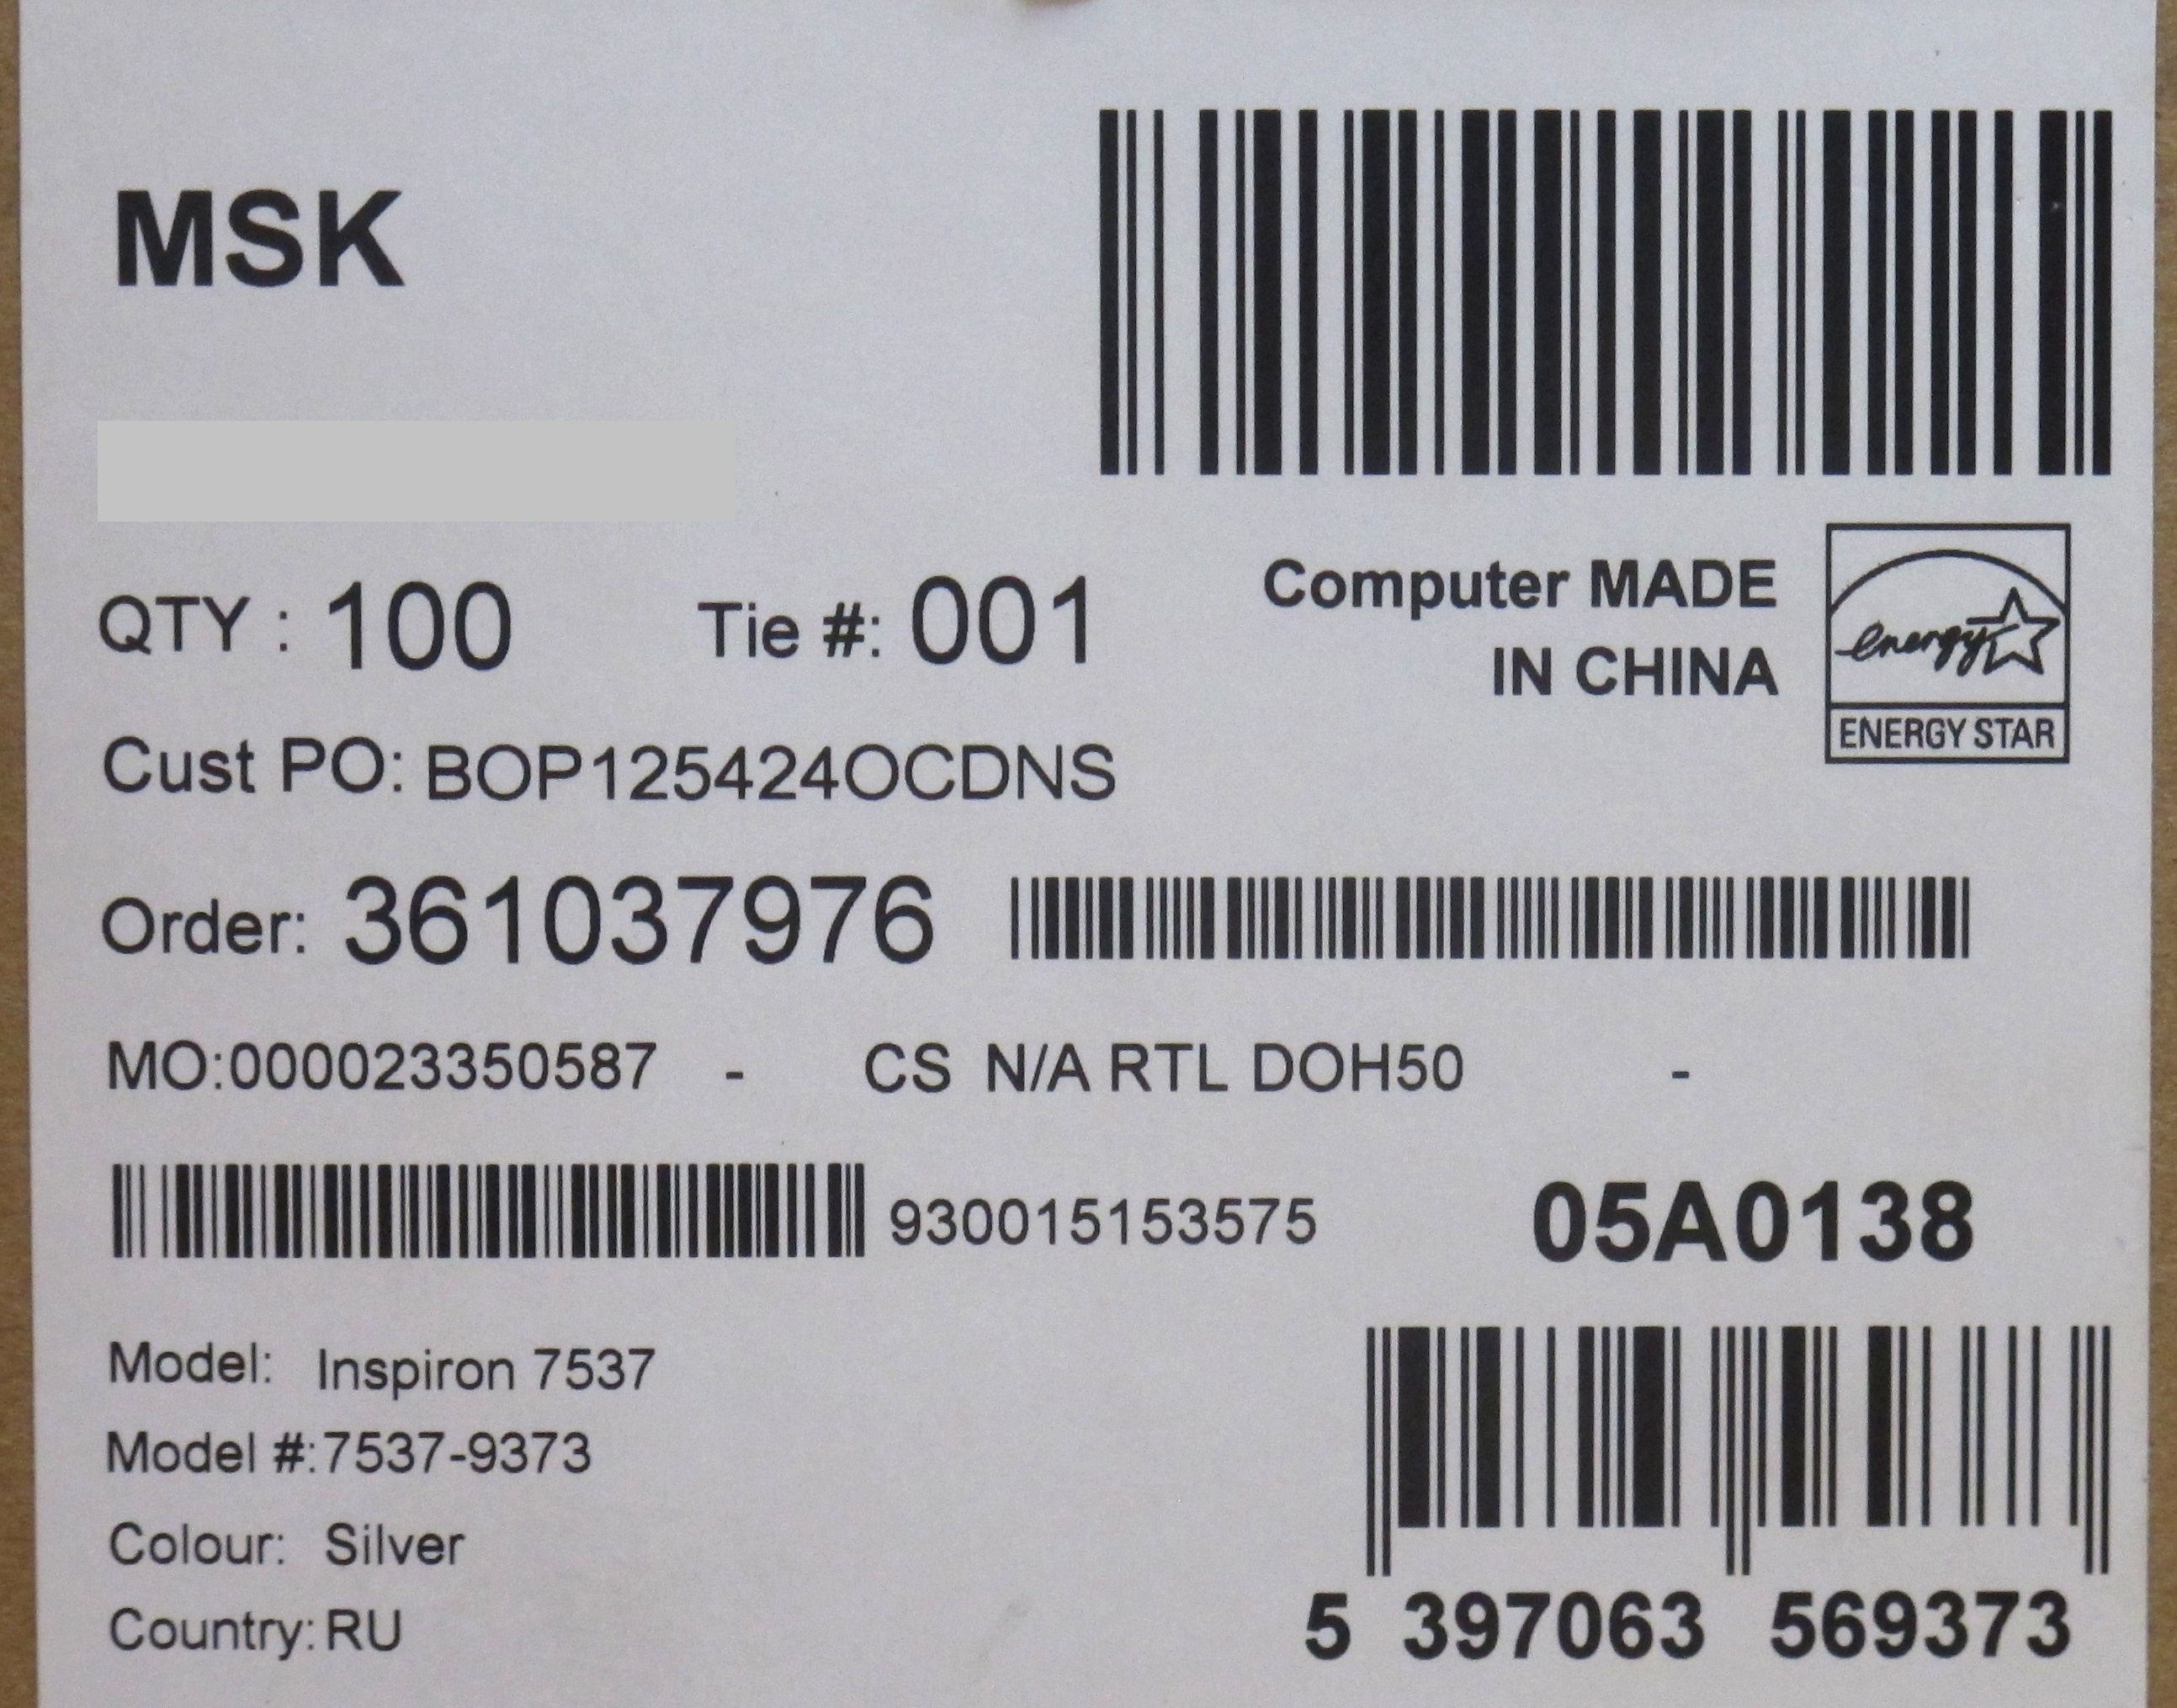 MSK
QTY : 100 Tie #: 001
Computer MADE
IN CHINA
energy
ENERGY STAR
Cust PO: BOP125424OCDNS
Order: 361037976
MO:000023350587 - CS N/A RTL DOH50 -
930015153575 05A0138
Model: Inspiron 7537
Model #:7537-9373
Colour: Silver
Country: RU
5 397063 569373